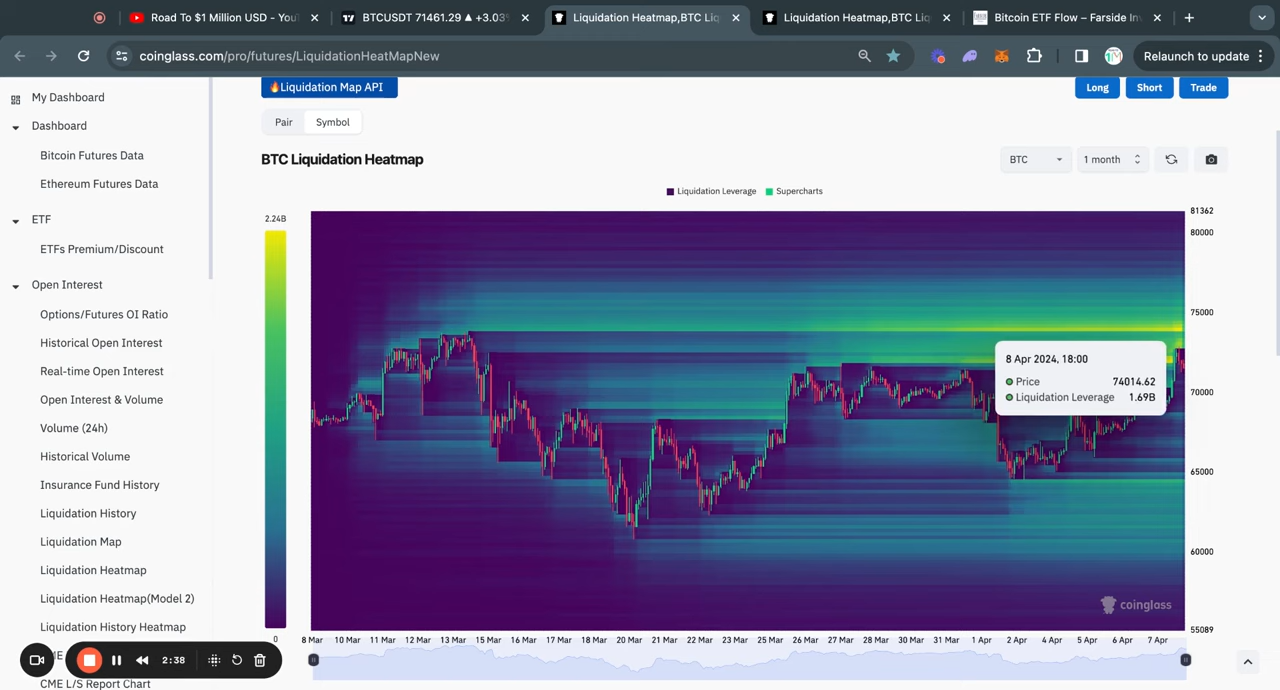 Road To $1 Million USD - You
BTCUSDT 71461.29 ▲ +3.03%
Liquidation Heatmap,BTC Liq
Liquidation Heatmap,BTC Liq
Bitcoin ETF Flow – Farside Inv
coinglass.com/pro/futures/LiquidationHeatMapNew
Relaunch to update
My Dashboard
Dashboard
Bitcoin Futures Data
Ethereum Futures Data
ETF
ETFs Premium/Discount
Open Interest
Options/Futures OI Ratio
Historical Open Interest
Real-time Open Interest
Open Interest & Volume
Volume (24h)
Historical Volume
Insurance Fund History
Liquidation History
Liquidation Map
Liquidation Heatmap
Liquidation Heatmap(Model 2)
Liquidation History Heatmap
CME L/S Report Chart
2:38
🔥Liquidation Map API
Long
Short
Trade
Pair
Symbol
BTC Liquidation Heatmap
BTC
1 month
Liquidation Leverage
Supercharts
2.24B
0
81362
80000
75000
70000
65000
60000
55089
8 Apr 2024, 18:00
Price 74014.62
Liquidation Leverage 1.69B
coinglass
8 Mar 10 Mar 11 Mar 12 Mar 13 Mar 15 Mar 16 Mar 17 Mar 18 Mar 20 Mar 21 Mar 22 Mar 23 Mar 25 Mar 26 Mar 27 Mar 28 Mar 30 Mar 31 Mar 1 Apr 2 Apr 4 Apr 5 Apr 6 Apr 7 Apr